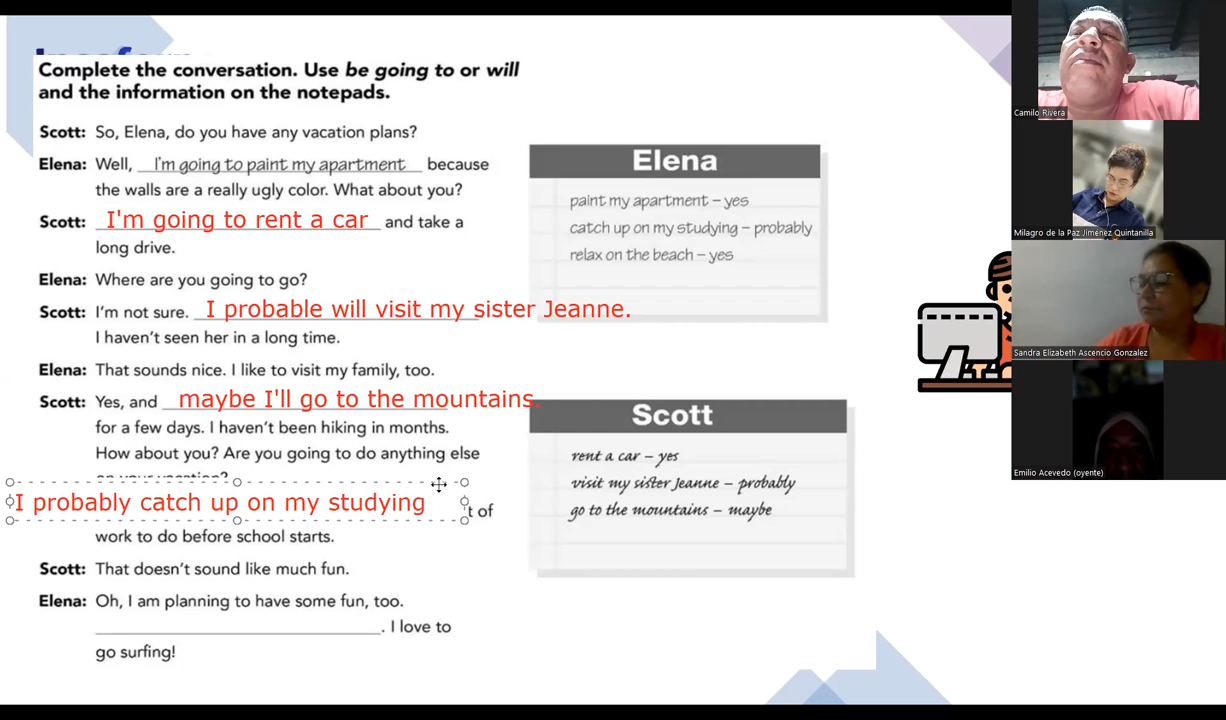 Complete the conversation. Use be going to or will
and the information on the notepads.
Scott: So, Elena, do you have any vacation plans?
Elena: Well, I'm going to paint my apartment because
the walls are a really ugly color. What about you?
Scott: I'm going to rent a car and take a
long drive.
Elena: Where are you going to go?
Scott: I'm not sure. I probable will visit my sister Jeanne.
I haven't seen her in a long time.
Elena: That sounds nice. I like to visit my family, too.
Scott: Yes, and maybe I'll go to the mountains.
for a few days. I haven't been hiking in months.
How about you? Are you going to do anything else
on your vacation?
I probably catch up on my studying t of
work to do before school starts.
Scott: That doesn't sound like much fun.
Elena: Oh, I am planning to have some fun, too.
. I love to
go surfing!
Elena
paint my apartment – yes
catch up on my studying – probably
relax on the beach – yes
Scott
rent a car – yes
visit my sister Jeanne – probably
go to the mountains – maybe
Camilo Rivera
Milagro de la Paz Jiménez Quintanilla
Sandra Elizabeth Ascencio Gonzalez
Emilio Acevedo (oyente)